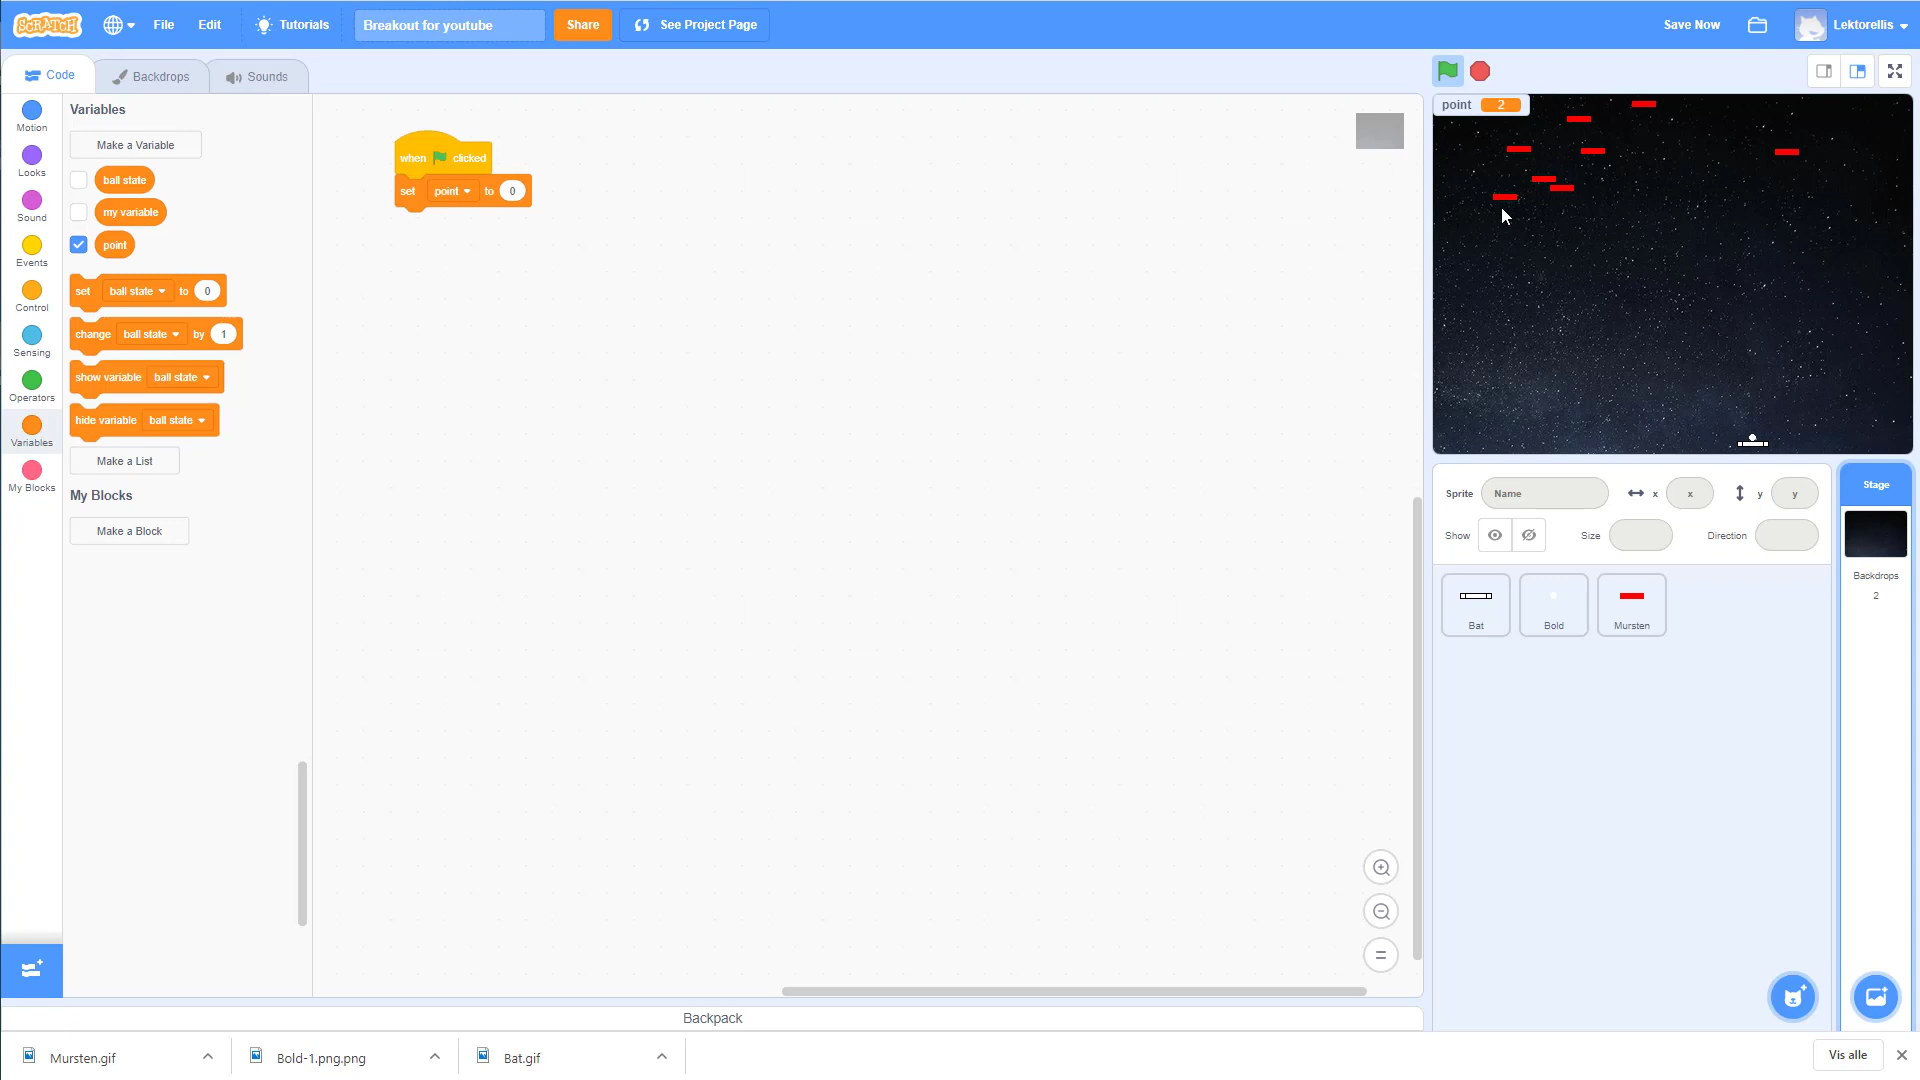 SCRATCH
File
Edit
Tutorials
Breakout for youtube
Share
See Project Page
Save Now
Lektorellis
Code
Backdrops
Sounds
Motion
Looks
Sound
Events
Control
Sensing
Operators
Variables
My Blocks
Variables
Make a Variable
ball state
my variable
point
set ball state to 0
change ball state by 1
show variable ball state
hide variable ball state
Make a List
My Blocks
Make a Block
when clicked
set point to 0
point 2
Sprite Name x x y y
Show Size Direction
Bat
Bold
Mursten
Stage
Backdrops
2
Backpack
Mursten.gif
Bold-1.png.png
Bat.gif
Vis alle